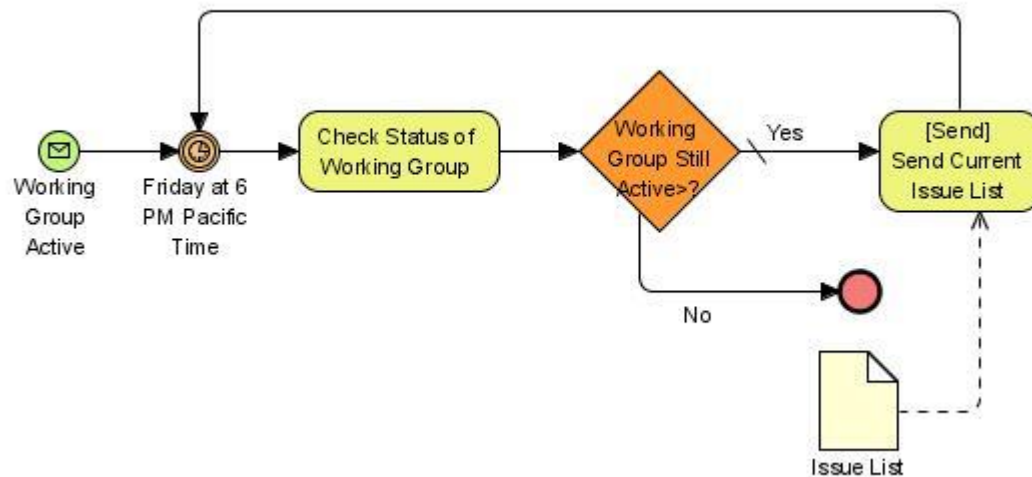 Working
Group
Active
Friday at 6
PM Pacific
Time
Check Status of
Working Group
Working
Group Still
Active>?
Yes
No
[Send]
Send Current
Issue List
Issue List